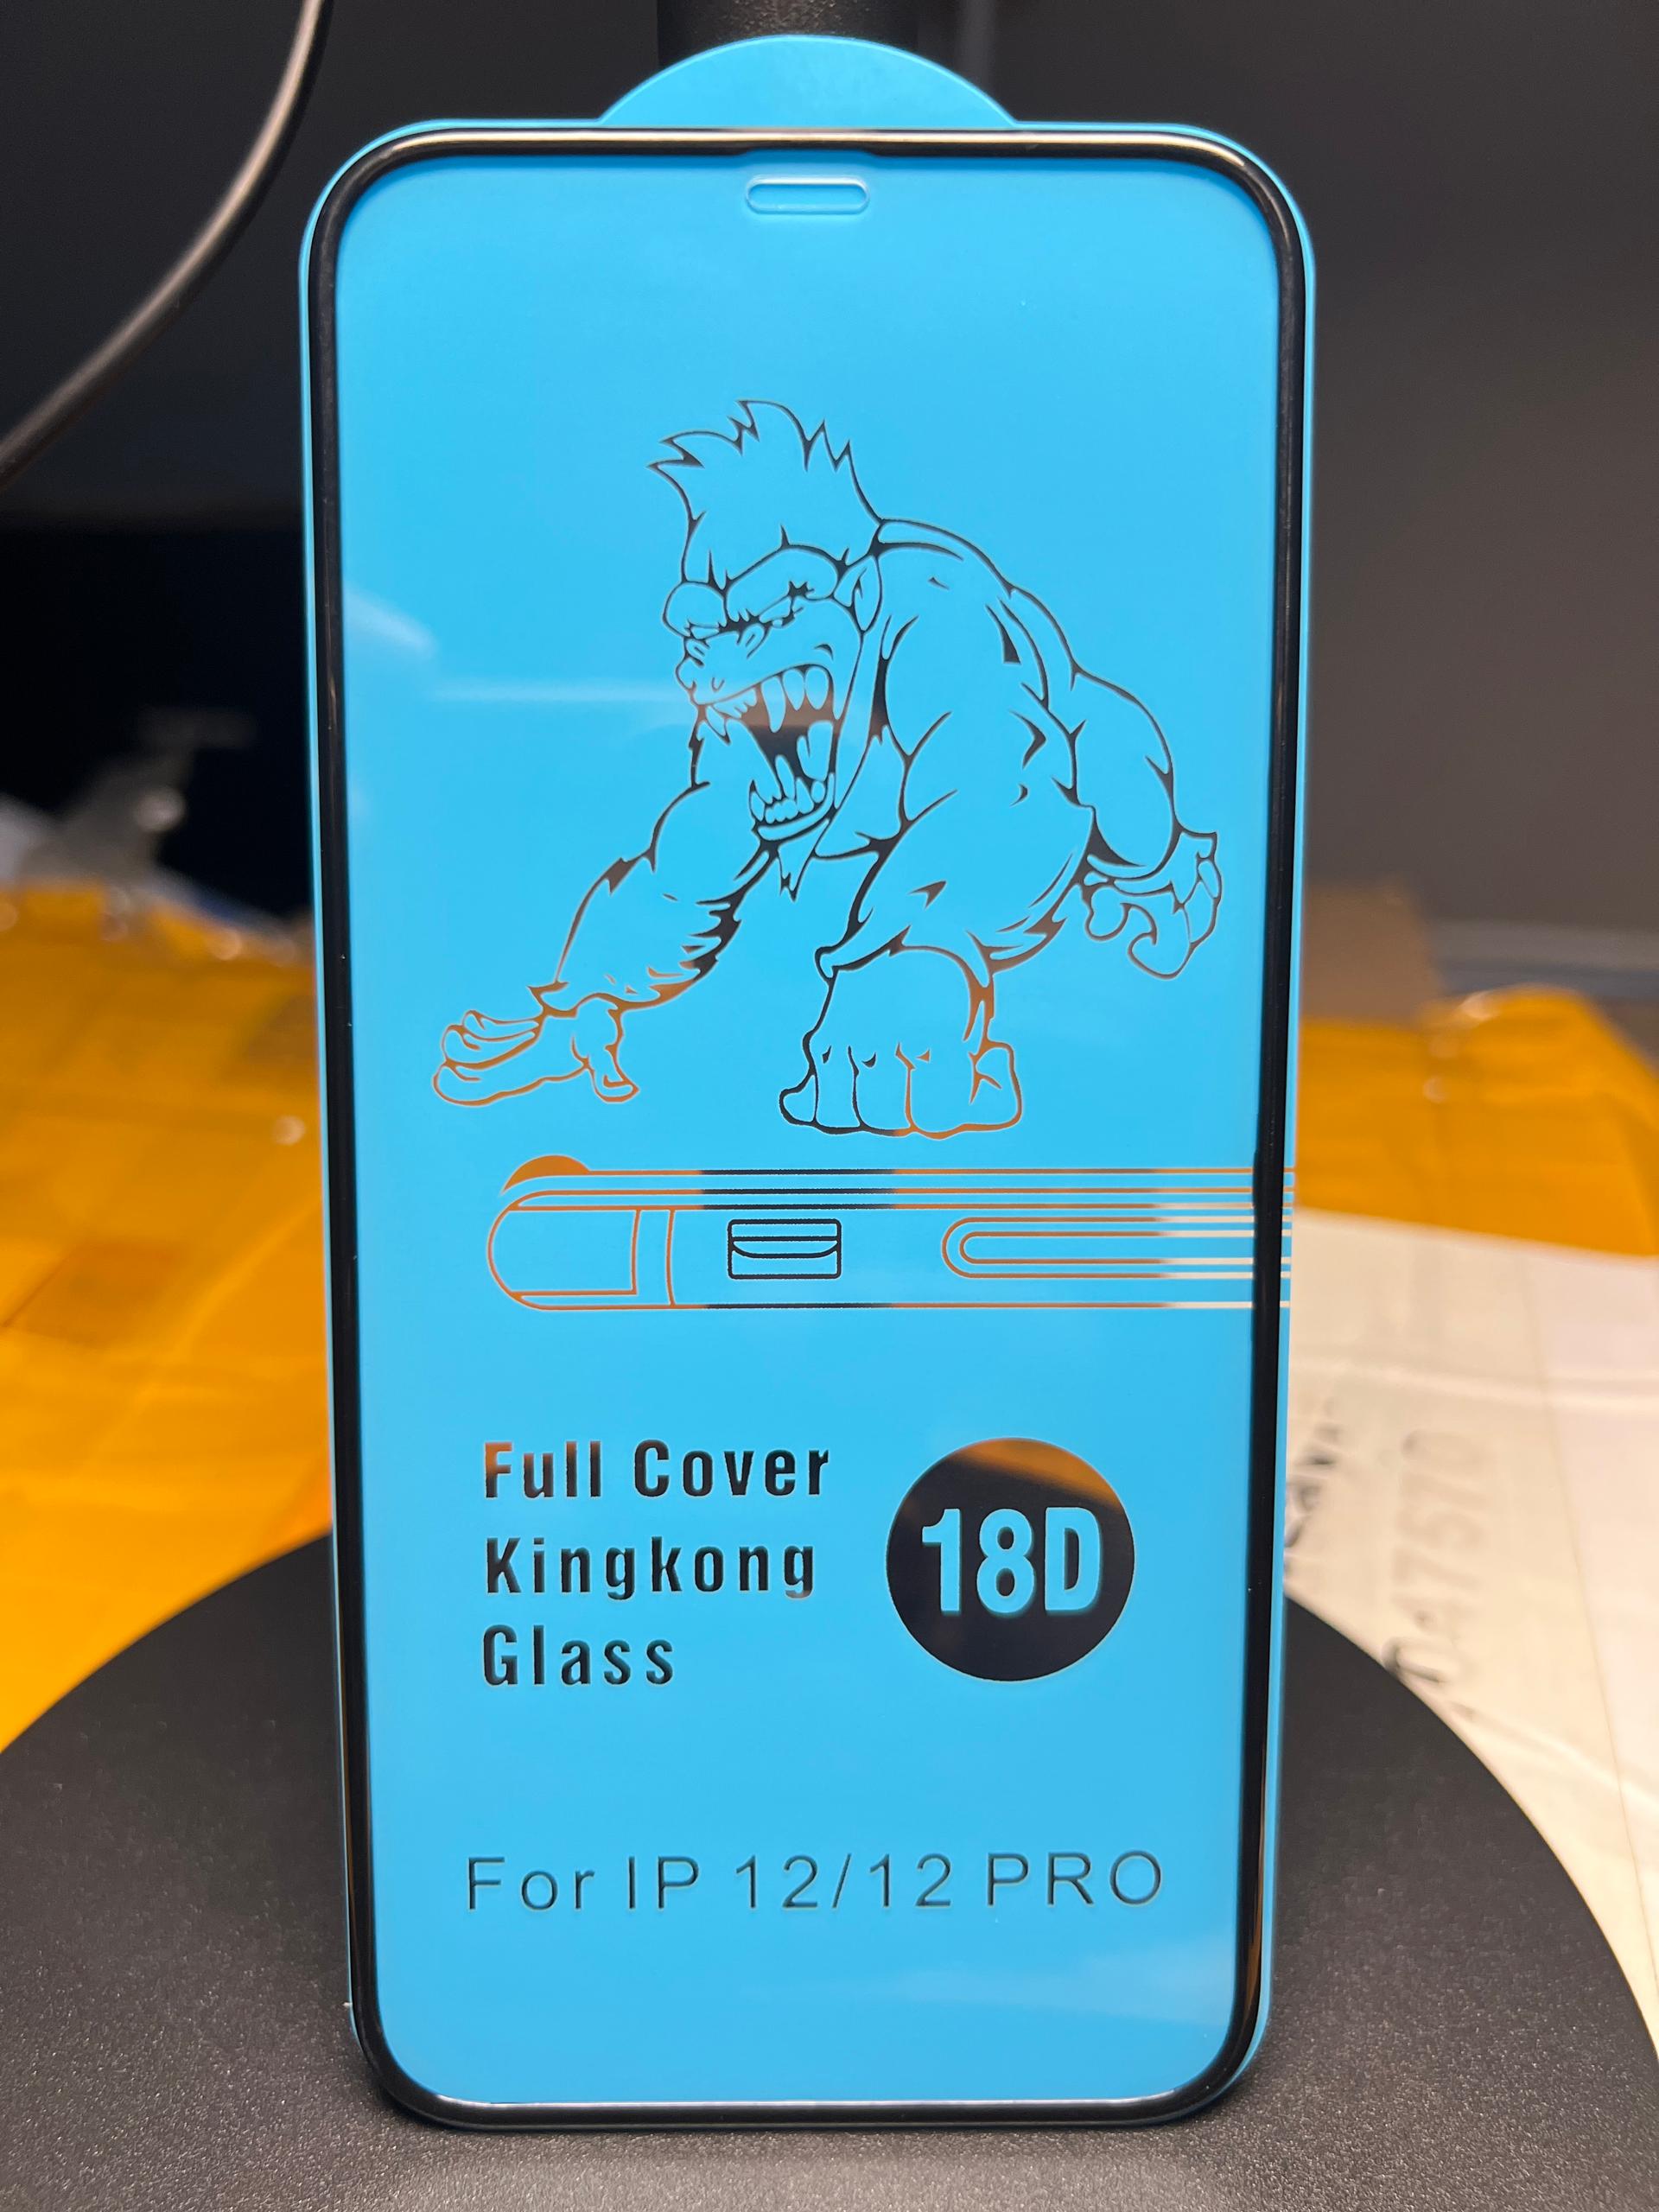 Full Cover
Kingkong
Glass
18D
For IP 12/12 PRO